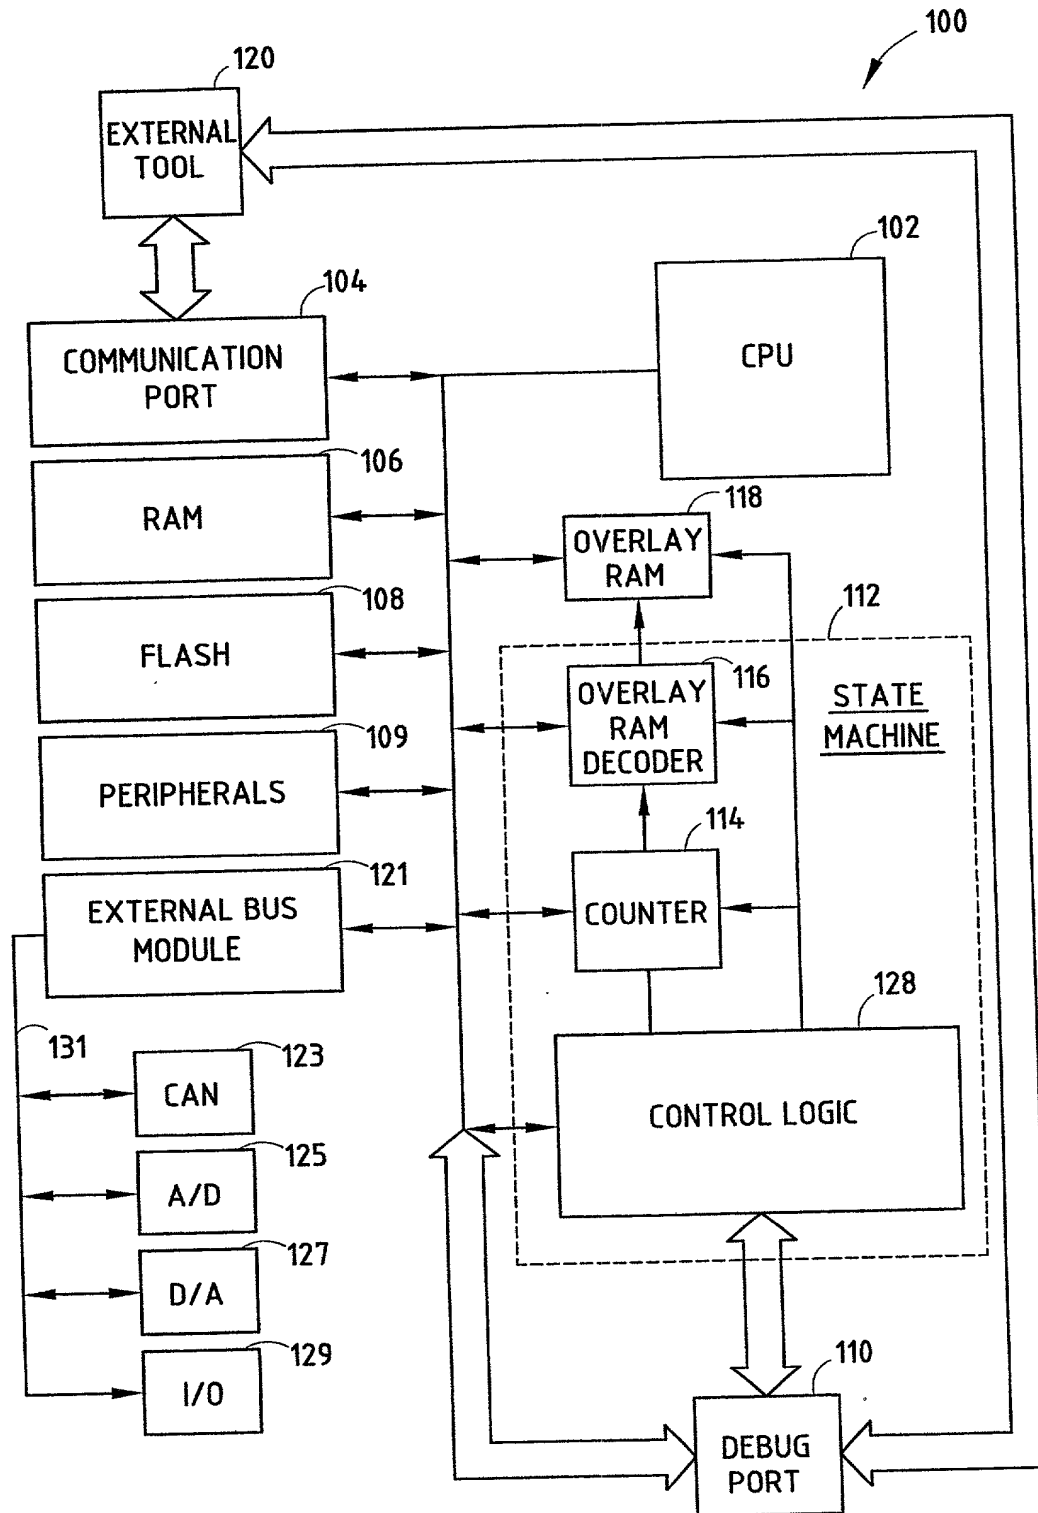 100
120
EXTERNAL
TOOL
102
CPU
104
COMMUNICATION
PORT
106
RAM
118
OVERLAY
RAM
108
FLASH
112
116
OVERLAY
RAM
DECODER
STATE
MACHINE
109
PERIPHERALS
114
COUNTER
121
EXTERNAL BUS
MODULE
128
CONTROL LOGIC
131
123
CAN
125
A/D
127
D/A
129
I/O
110
DEBUG
PORT